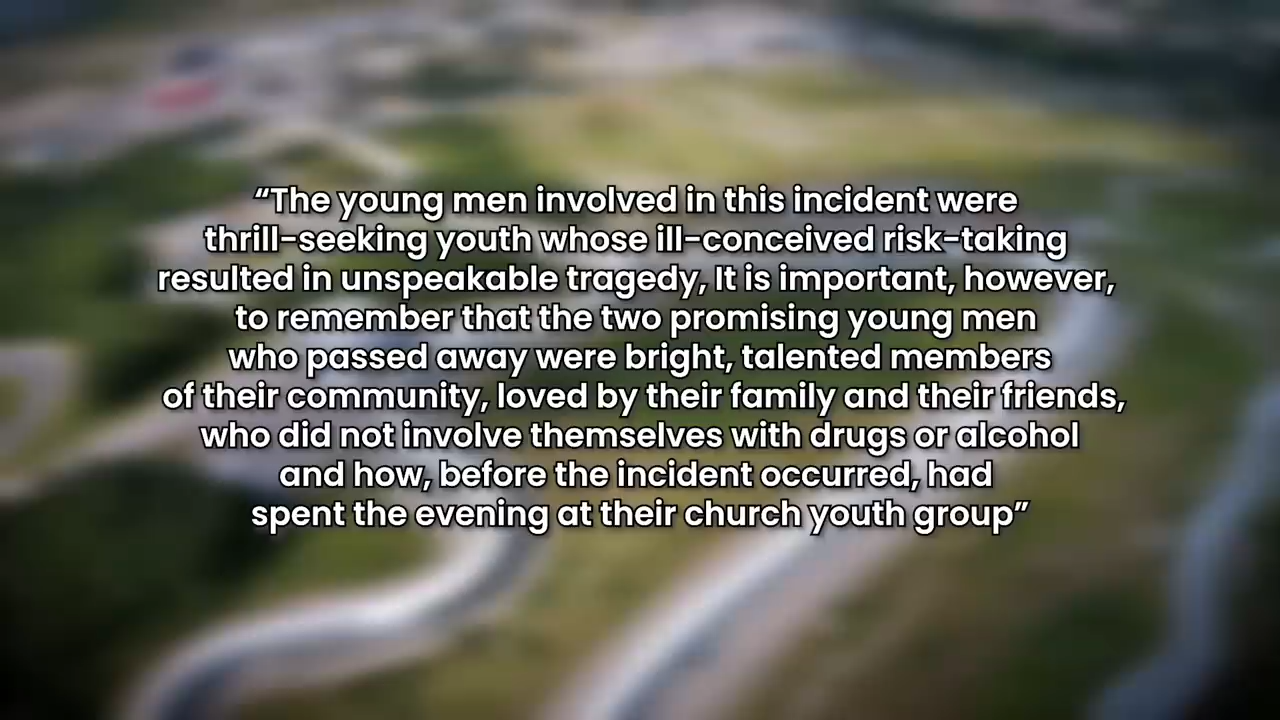 “The young men involved in this incident were
thrill-seeking youth whose ill-conceived risk-taking
resulted in unspeakable tragedy, It is important, however,
to remember that the two promising young men
who passed away were bright, talented members
of their community, loved by their family and their friends,
who did not involve themselves with drugs or alcohol
and how, before the incident occurred, had
spent the evening at their church youth group”